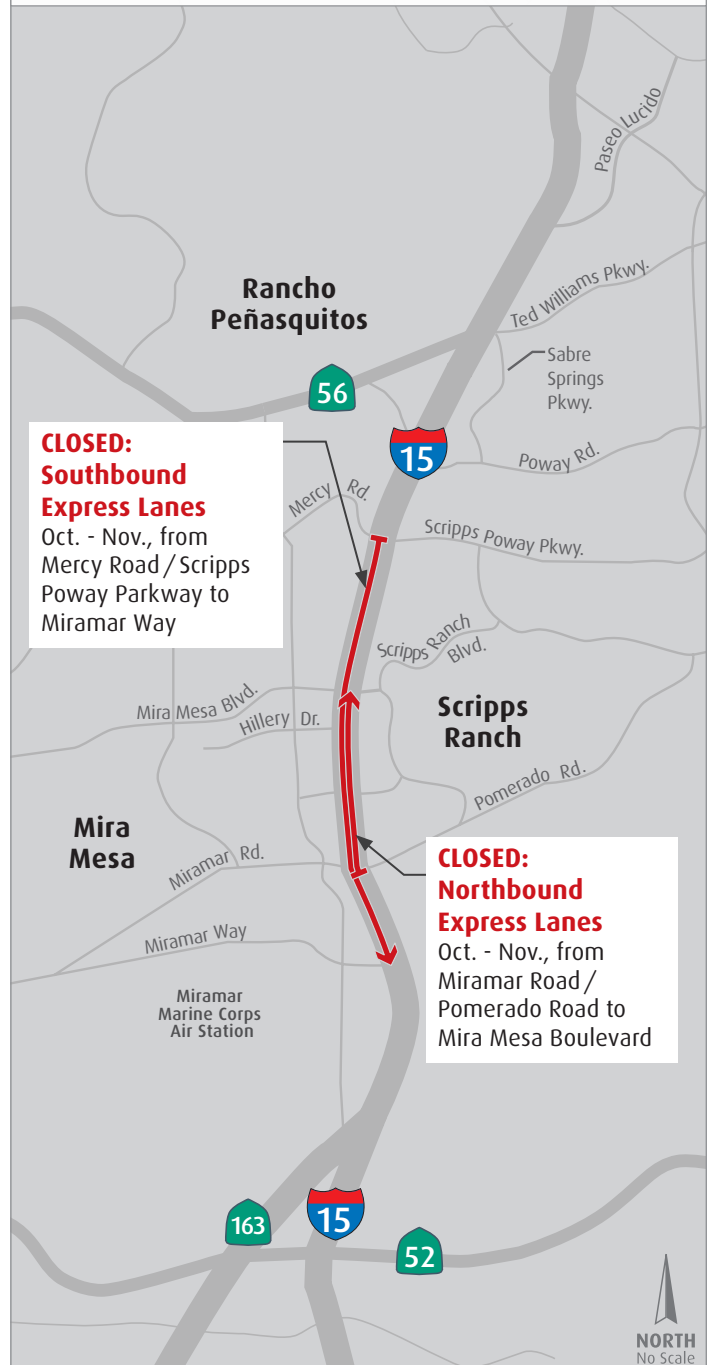 Paseo Lucido
Rancho
Peñasquitos
Ted Williams Pkwy.
Sabre
Springs
Pkwy.
56
15
CLOSED:
Southbound
Express Lanes
Oct. - Nov., from
Mercy Road / Scripps
Poway Parkway to
Miramar Way
Mercy Rd.
Poway Rd.
Scripps Poway Pkwy.
Scripps Ranch
Blvd.
Mira Mesa Blvd.
Hillery Dr.
Scripps
Ranch
Pomerado Rd.
Mira
Mesa
Miramar Rd.
CLOSED:
Northbound
Express Lanes
Oct. - Nov., from
Miramar Road /
Pomerado Road to
Mira Mesa Boulevard
Miramar Way
Miramar
Marine Corps
Air Station
163
15
52
NORTH
No Scale